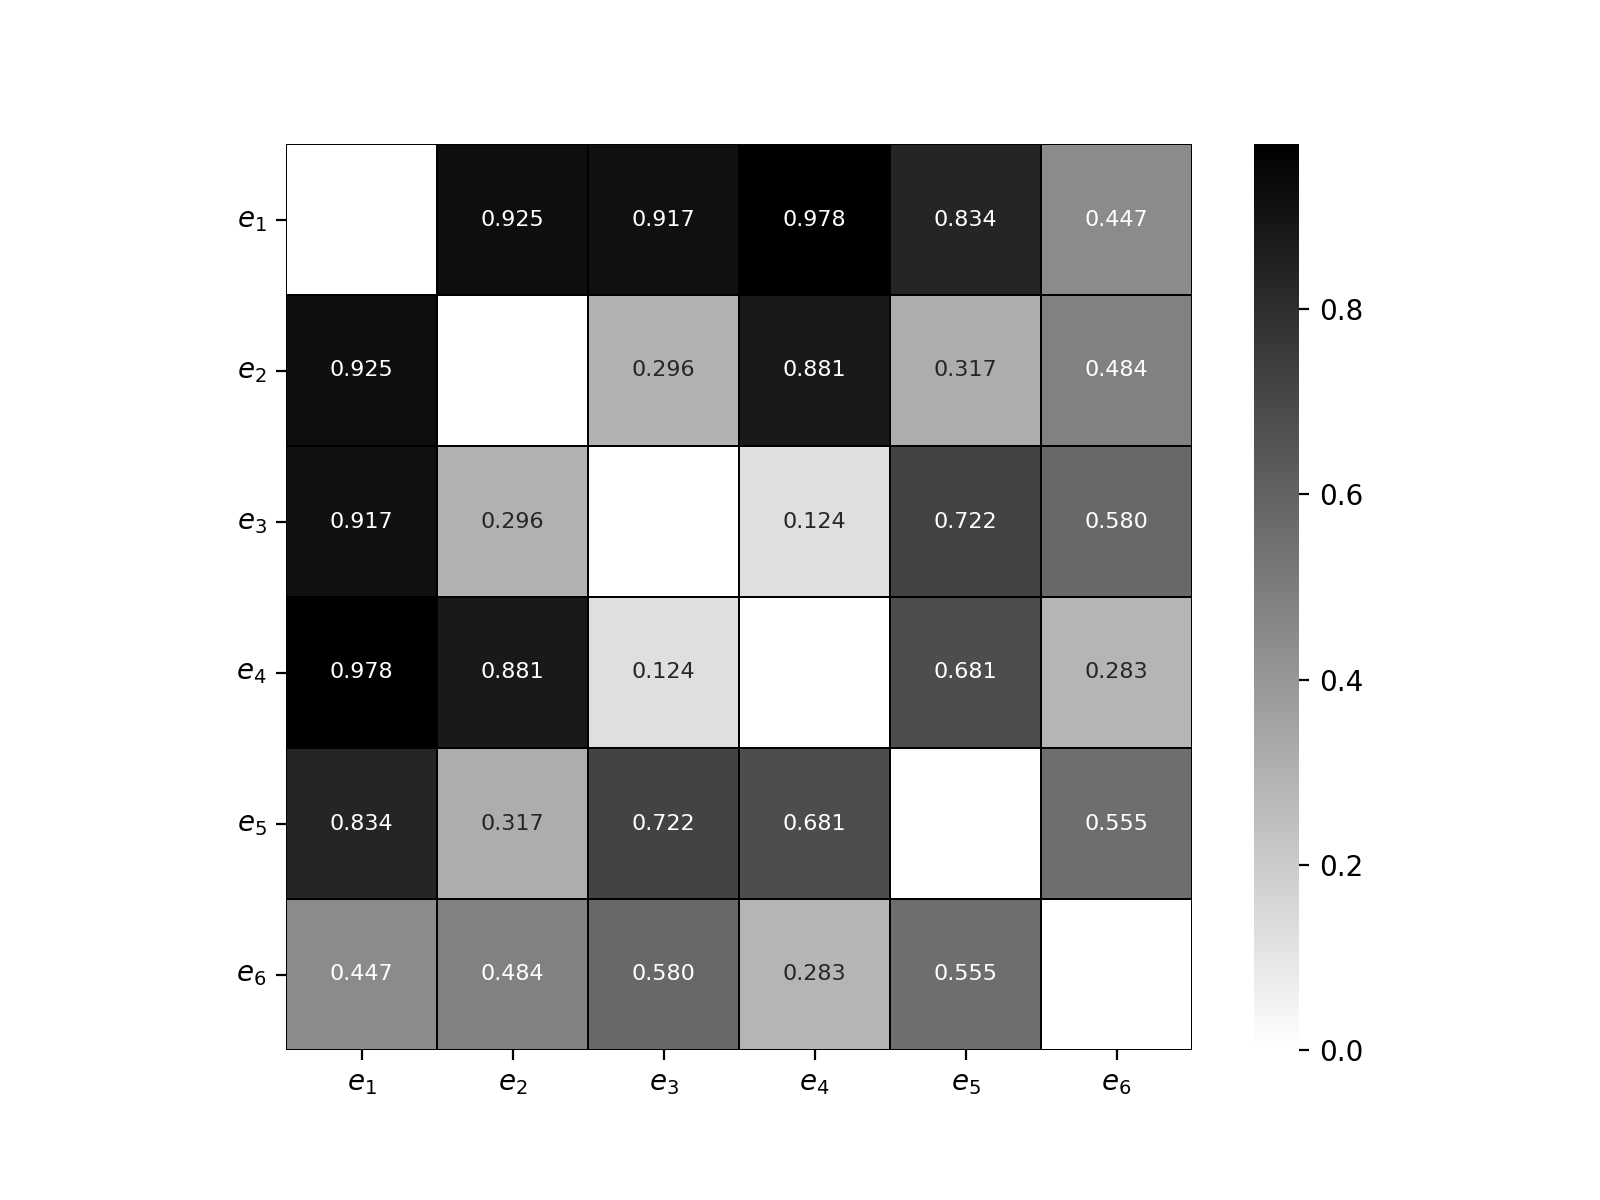 e1 0.925 0.917 0.978 0.834 0.447
e2 0.925 0.296 0.881 0.317 0.484
e3 0.917 0.296 0.124 0.722 0.580
e4 0.978 0.881 0.124 0.681 0.283
e5 0.834 0.317 0.722 0.681 0.555
e6 0.447 0.484 0.580 0.283 0.555
e1 e2 e3 e4 e5 e6
0.8
0.6
0.4
0.2
0.0